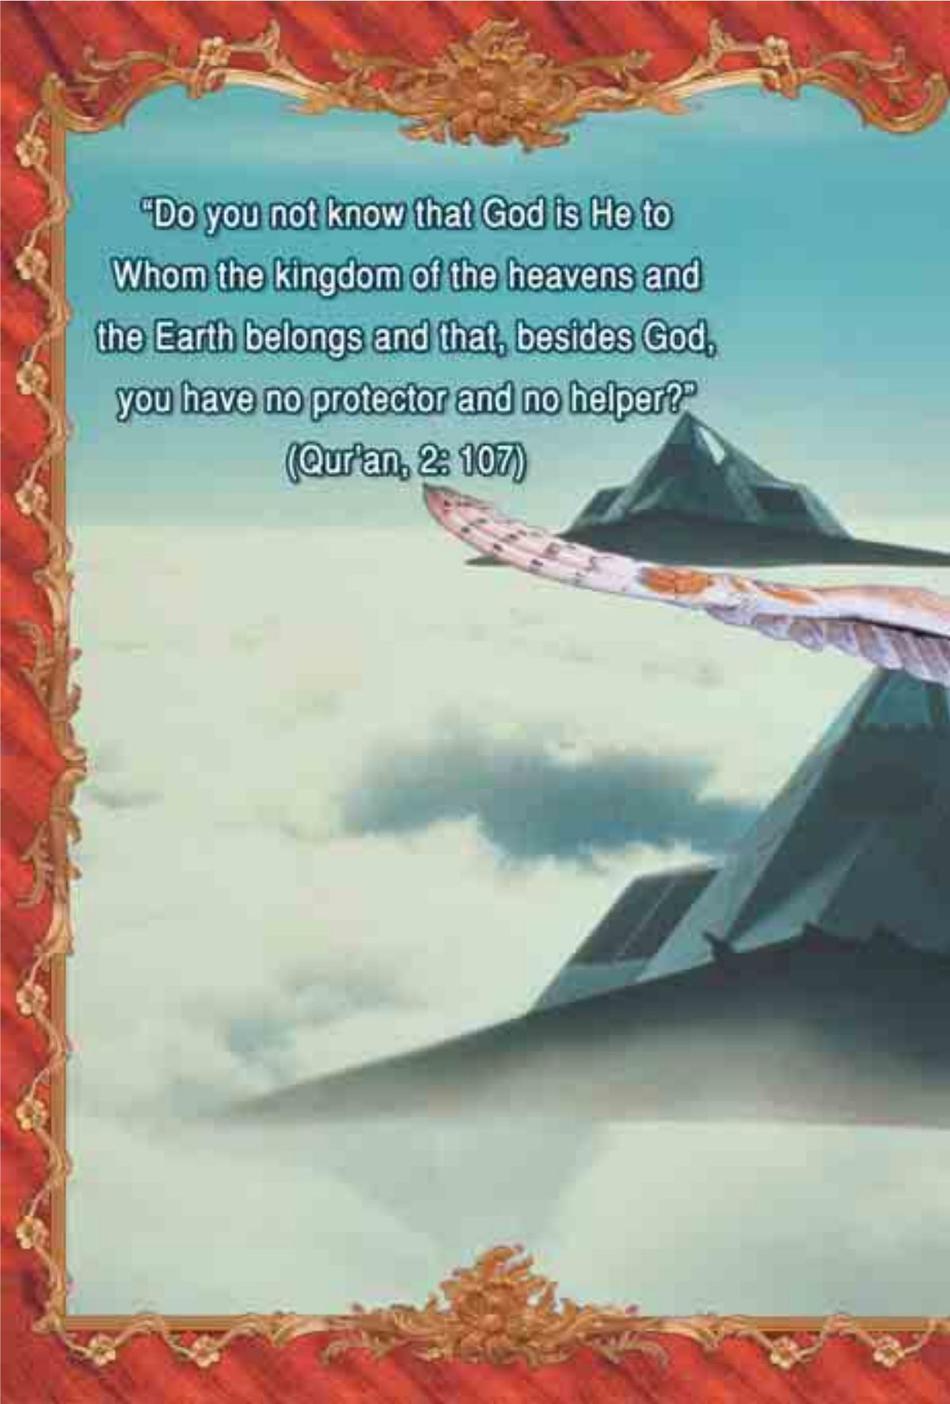 “Do you not know that God is He to
Whom the kingdom of the heavens and
the Earth belongs and that, besides God,
you have no protector and no helper?”
(Qur'an, 2: 107)